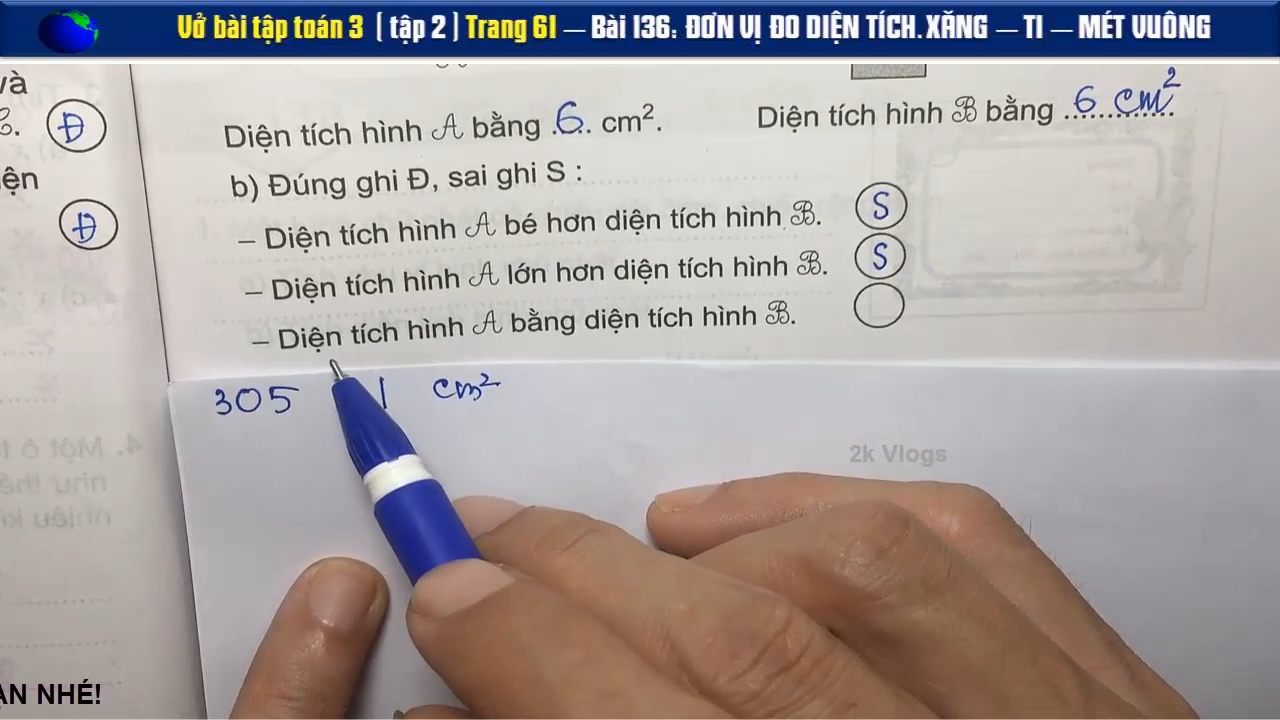 Vở bài tập toán 3 ( tập 2 ) Trang 61 – Bài 136: ĐƠN VỊ ĐO DIỆN TÍCH. XĂNG – TI – MÉT VUÔNG
và
Đ
ện
Đ
Diện tích hình A bằng .6. cm².
Diện tích hình B bằng 6 cm²
b) Đúng ghi Đ, sai ghi S :
– Diện tích hình A bé hơn diện tích hình B. S
– Diện tích hình A lớn hơn diện tích hình B. S
– Diện tích hình A bằng diện tích hình B.
305 1 cm²
2k Vlogs
ẠN NHÉ!